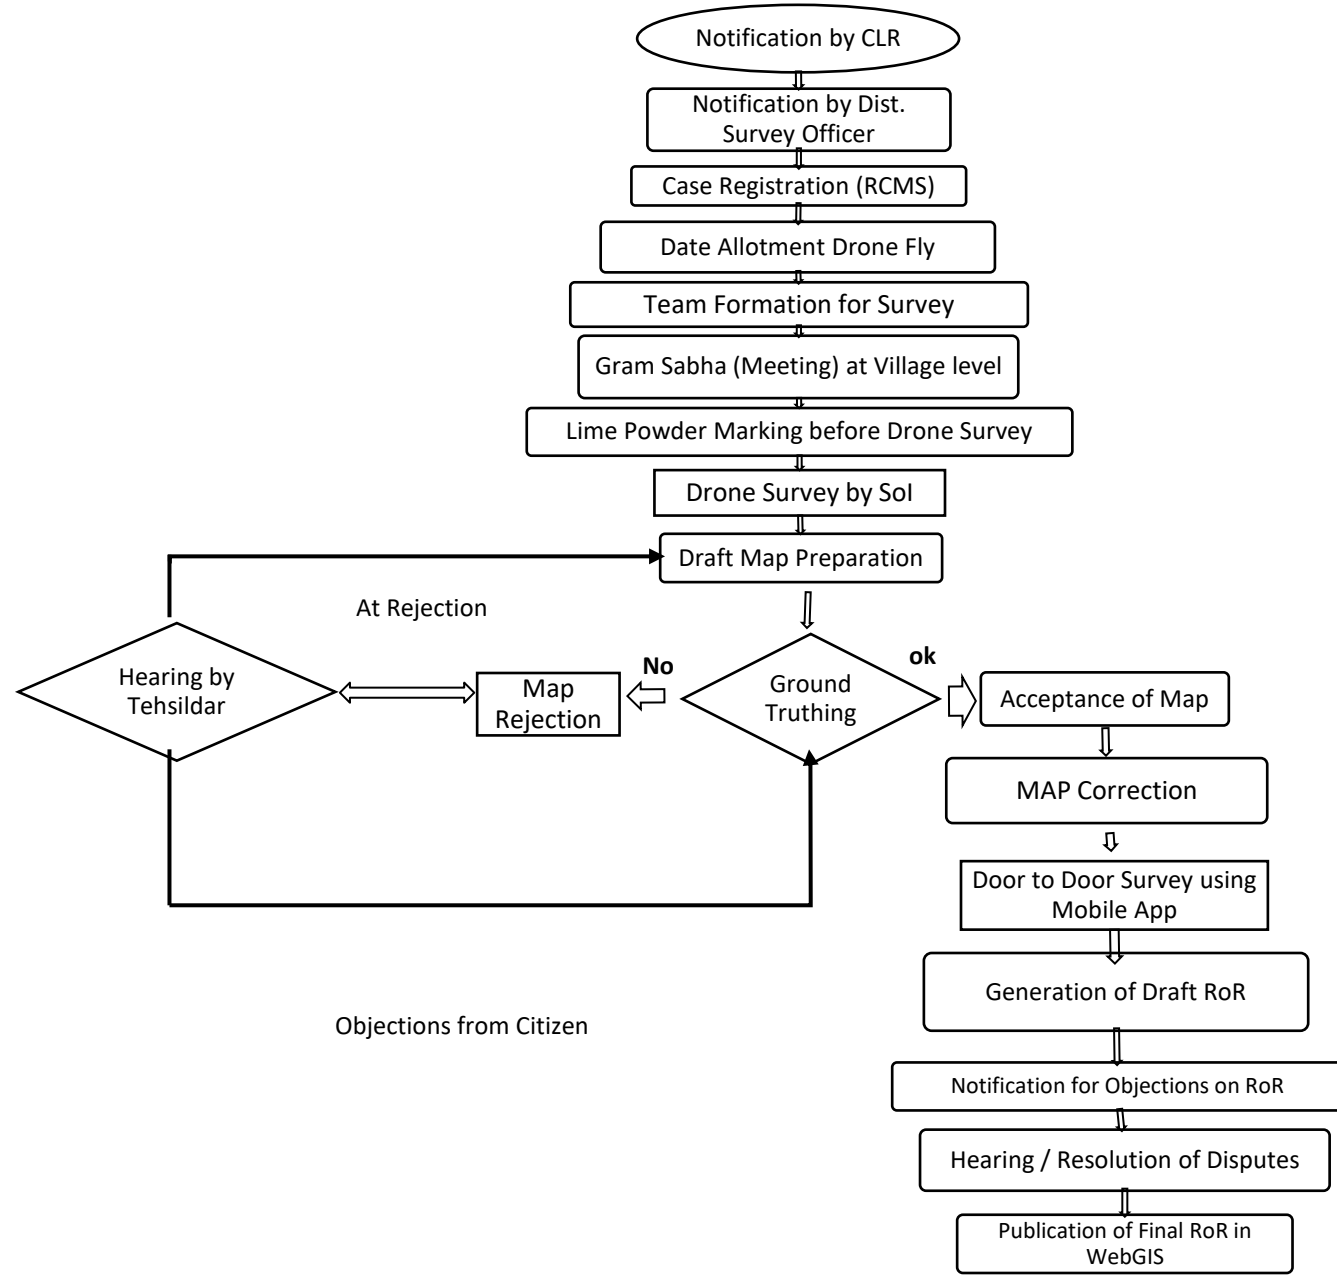 Notification by CLR
Notification by Dist.
Survey Officer
Case Registration (RCMS)
Date Allotment Drone Fly
Team Formation for Survey
Gram Sabha (Meeting) at Village level
Lime Powder Marking before Drone Survey
Drone Survey by SoI
Draft Map Preparation
At Rejection
Hearing by
Tehsildar
Map
Rejection
No
Ground
Truthing
ok
Acceptance of Map
MAP Correction
Door to Door Survey using
Mobile App
Generation of Draft RoR
Objections from Citizen
Notification for Objections on RoR
Hearing / Resolution of Disputes
Publication of Final RoR in
WebGIS